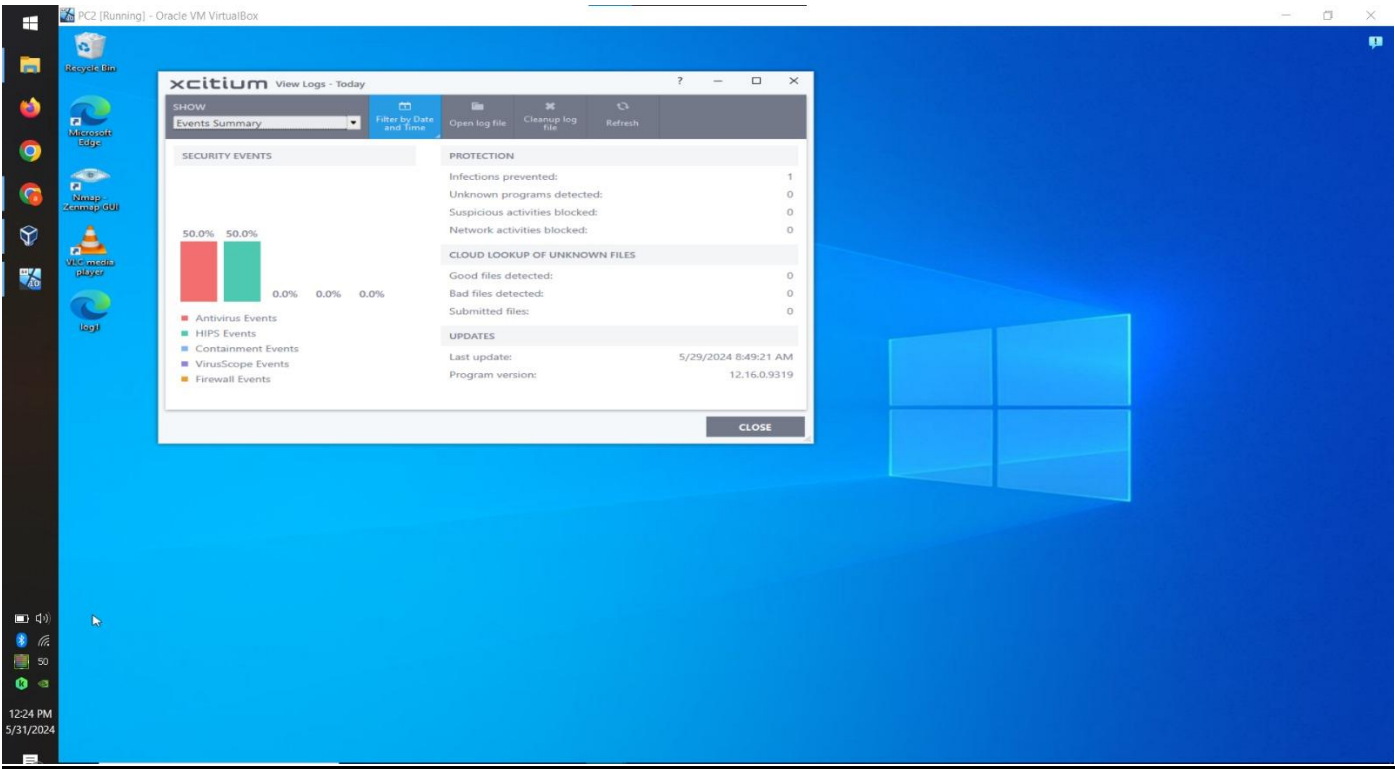 PC2 [Running] - Oracle VM VirtualBox
Recycle Bin
Microsoft
Edge
Nmap -
Zenmap GUI
VLC media
player
log1
xcitium View Logs - Today
SHOW
Events Summary
Filter by Date
and Time
Open log file
Cleanup log
file
Refresh
SECURITY EVENTS
50.0% 50.0%
0.0% 0.0% 0.0%
Antivirus Events
HIPS Events
Containment Events
VirusScope Events
Firewall Events
PROTECTION
Infections prevented: 1
Unknown programs detected: 0
Suspicious activities blocked: 0
Network activities blocked: 0
CLOUD LOOKUP OF UNKNOWN FILES
Good files detected: 0
Bad files detected: 0
Submitted files: 0
UPDATES
Last update: 5/29/2024 8:49:21 AM
Program version: 12.16.0.9319
CLOSE
50
12:24 PM
5/31/2024